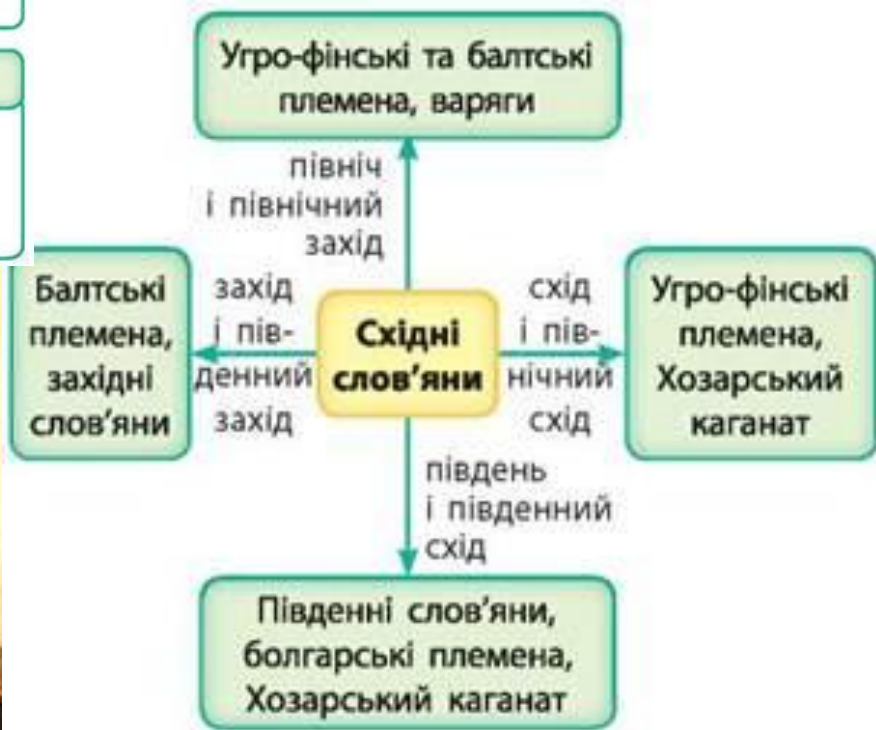 Угро-фінські та балтські
племена, варяги
північ
і північний
захід
Балтські
племена,
західні
слов'яни
захід
і пів-
денний
захід
Східні
слов'яни
схід
і пів-
нічний
схід
Угро-фінські
племена,
Хозарський
каганат
південь
і південний
схід
Південні слов'яни,
болгарські племена,
Хозарський каганат